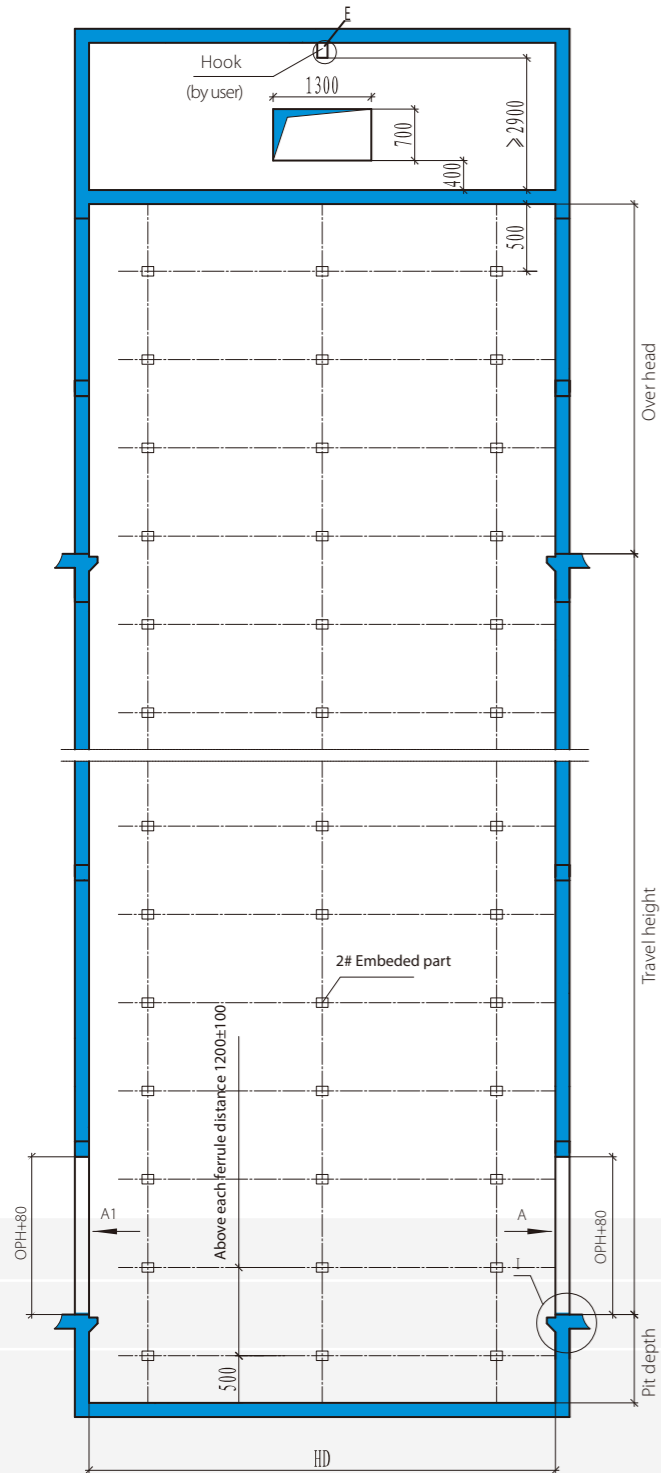 E
Hook
(by user)
1300
700
400
≥2900
500
Over head
2# Embeded part
Travel height
Above each ferrule distance 1200±100
OPH+80
A1
A
OPH+80
I
500
Pit depth
HD